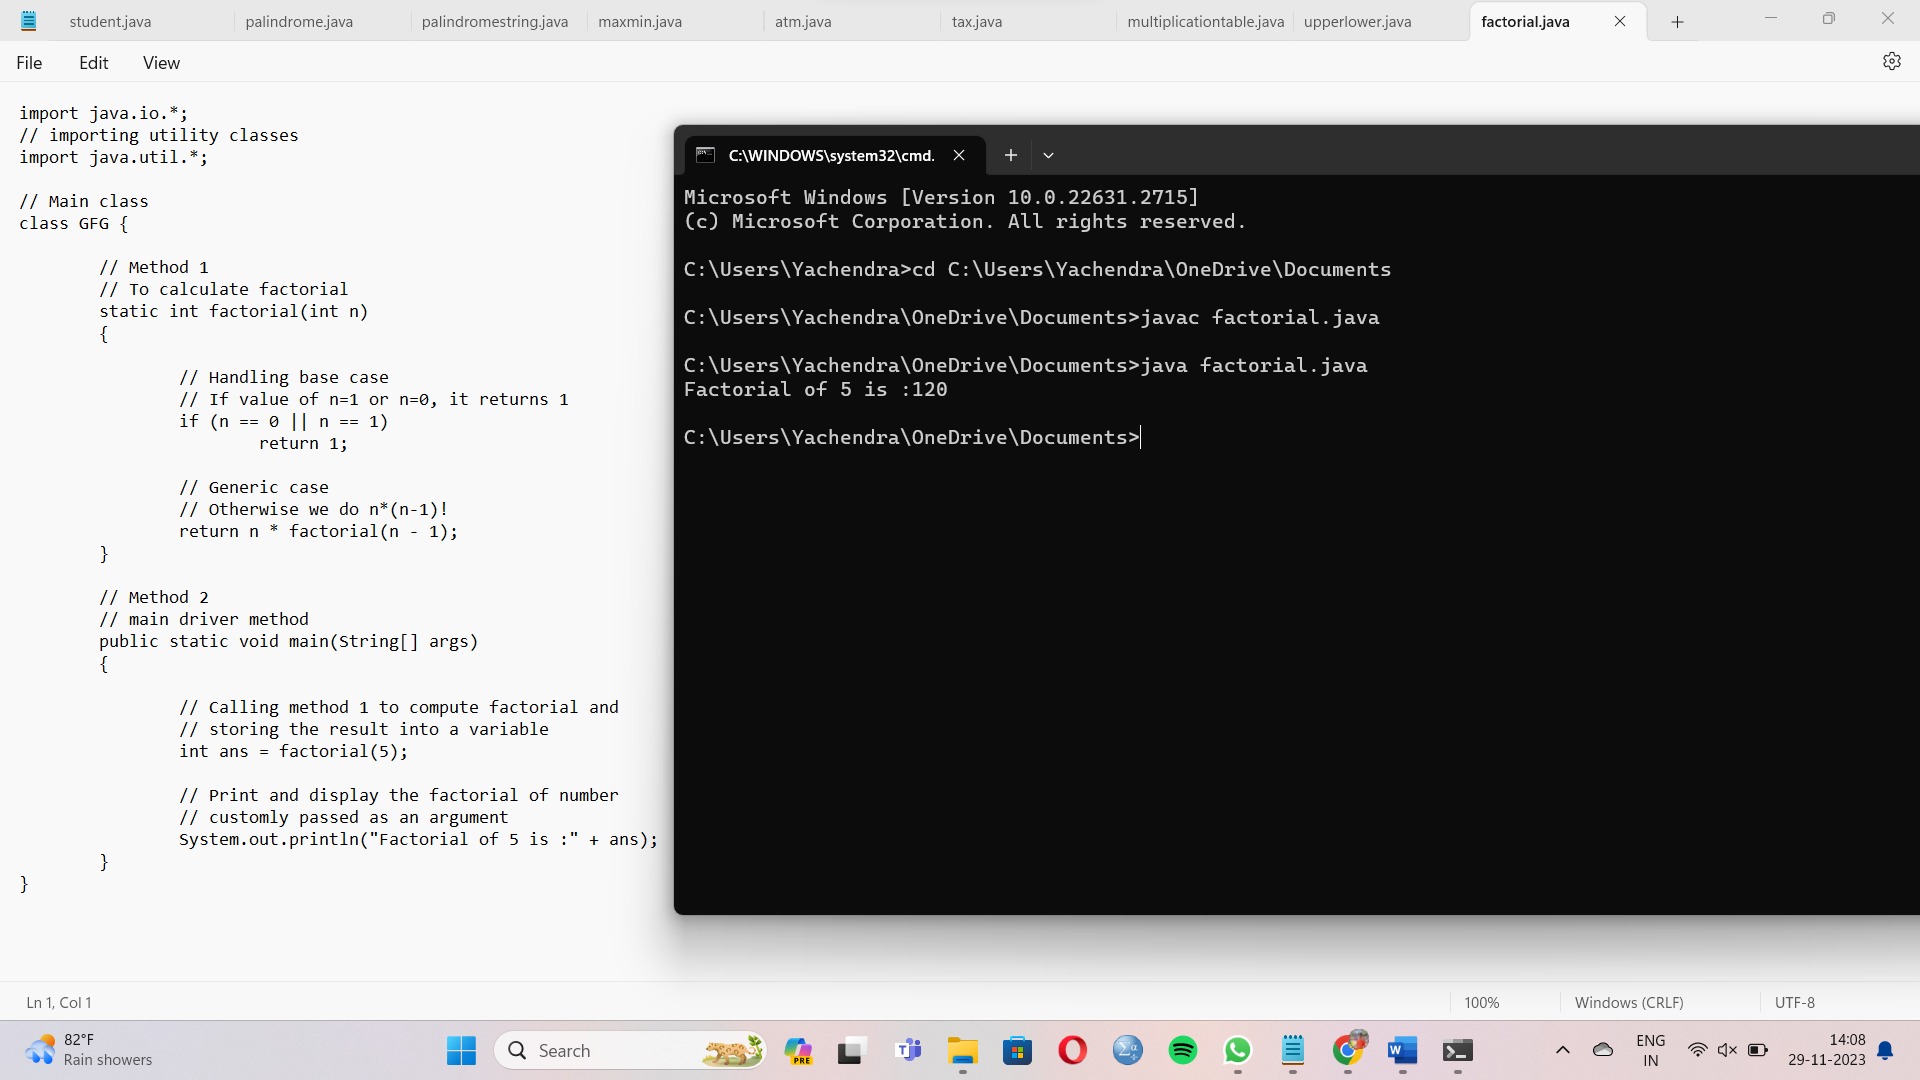 student.java
palindrome.java
palindromestring.java
maxmin.java
atm.java
tax.java
multiplicationtable.java
upperlower.java
factorial.java
File
Edit
View
import java.io.*;
// importing utility classes
import java.util.*;
// Main class
class GFG {
// Method 1
// To calculate factorial
static int factorial(int n)
{
// Handling base case
// If value of n=1 or n=0, it returns 1
if (n == 0 || n == 1)
return 1;
// Generic case
// Otherwise we do n*(n-1)!
return n * factorial(n - 1);
}
// Method 2
// main driver method
public static void main(String[] args)
{
// Calling method 1 to compute factorial and
// storing the result into a variable
int ans = factorial(5);
// Print and display the factorial of number
// customly passed as an argument
System.out.println("Factorial of 5 is :" + ans);
}
}
C:\WINDOWS\system32\cmd.
Microsoft Windows [Version 10.0.22631.2715]
(c) Microsoft Corporation. All rights reserved.
C:\Users\Yachendra>cd C:\Users\Yachendra\OneDrive\Documents
C:\Users\Yachendra\OneDrive\Documents>javac factorial.java
C:\Users\Yachendra\OneDrive\Documents>java factorial.java
Factorial of 5 is :120
C:\Users\Yachendra\OneDrive\Documents>
Ln 1, Col 1
100%
Windows (CRLF)
UTF-8
82°F
Rain showers
Search
PRE
ENG
IN
14:08
29-11-2023